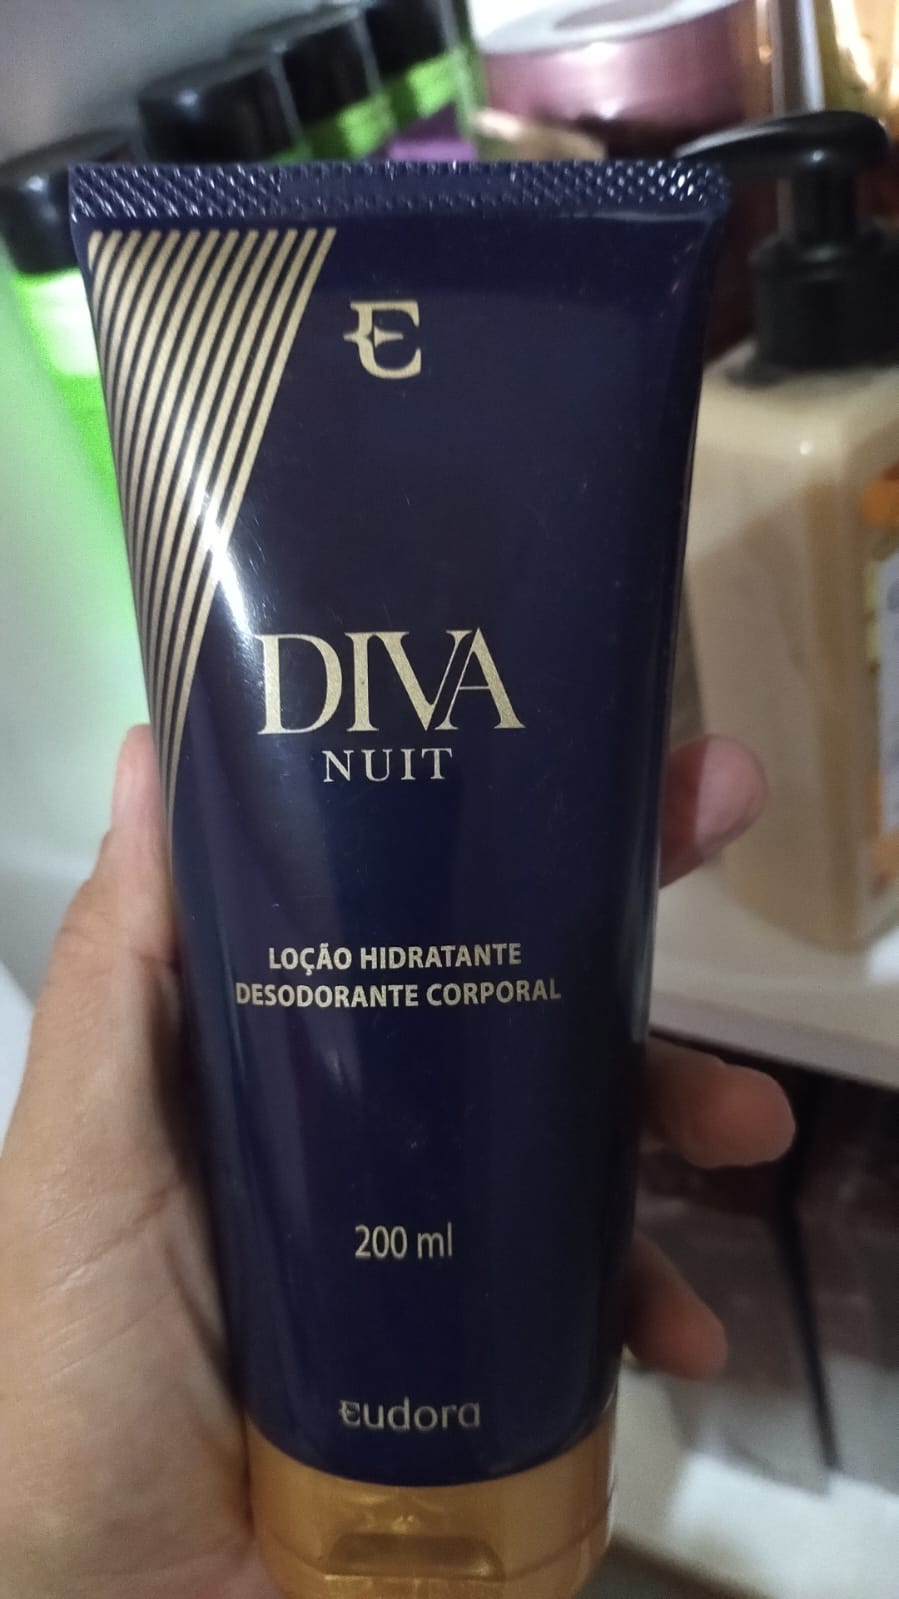 E
DIVA
NUIT
LOÇÃO HIDRATANTE
DESODORANTE CORPORAL
200 ml
eudora